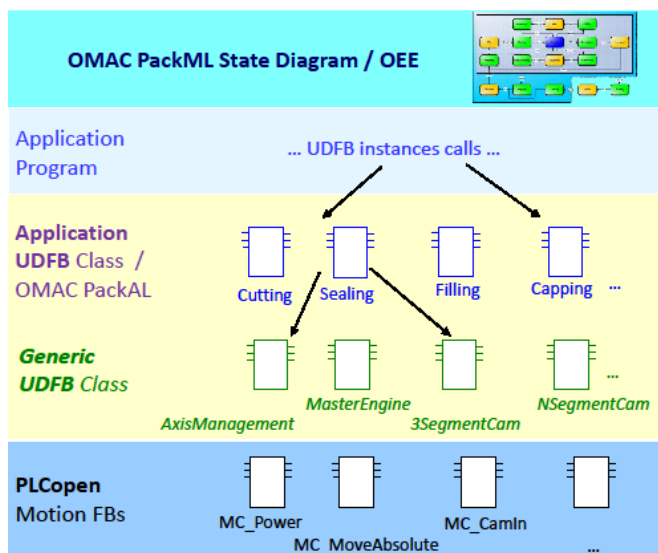 OMAC PackML State Diagram / OEE
Application
Program
... UDFB instances calls ...
Application
UDFB Class /
OMAC PackAL
Cutting
Sealing
Filling
Capping
...
Generic
UDFB Class
AxisManagement
MasterEngine
3SegmentCam
NSegmentCam
...
PLCopen
Motion FBs
MC_Power
MC_MoveAbsolute
MC_CamIn
...